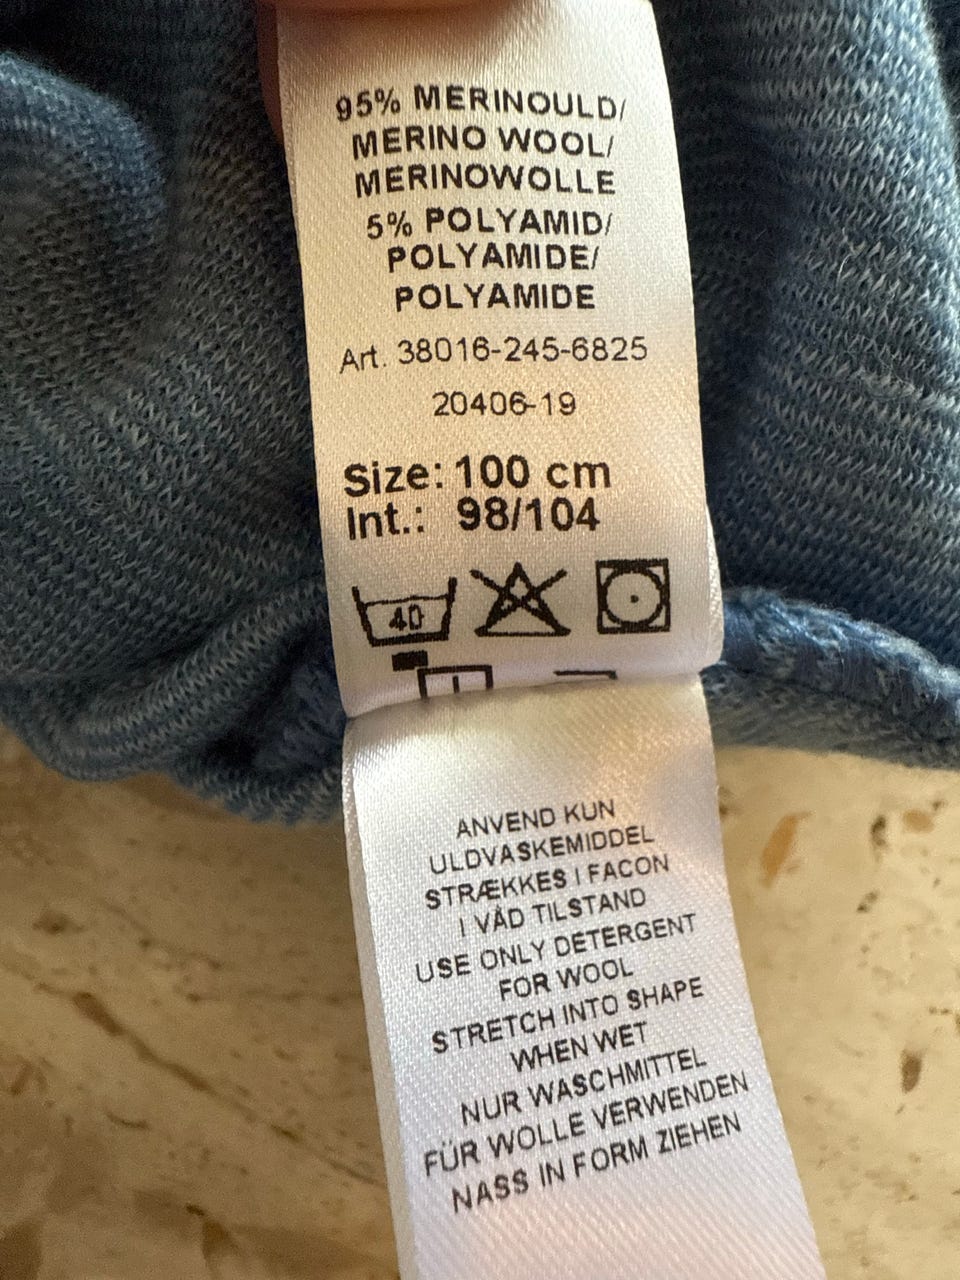 95% MERINOULD/
MERINO WOOL/
MERINOWOLLE
5% POLYAMID/
POLYAMIDE/
POLYAMIDE
Art. 38016-245-6825
20406-19
Size: 100 cm
Int.: 98/104
40
ANVEND KUN
ULDVASKEMIDDEL
STRÆKKES I FACON
I VÅD TILSTAND
USE ONLY DETERGENT
FOR WOOL
STRETCH INTO SHAPE
WHEN WET
NUR WASCHMITTEL
FÜR WOLLE VERWENDEN
NASS IN FORM ZIEHEN